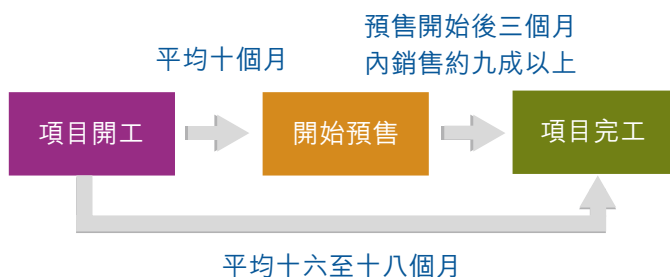 預售開始後三個月
內銷售約九成以上
平均十個月
項目開工
開始預售
項目完工
平均十六至十八個月